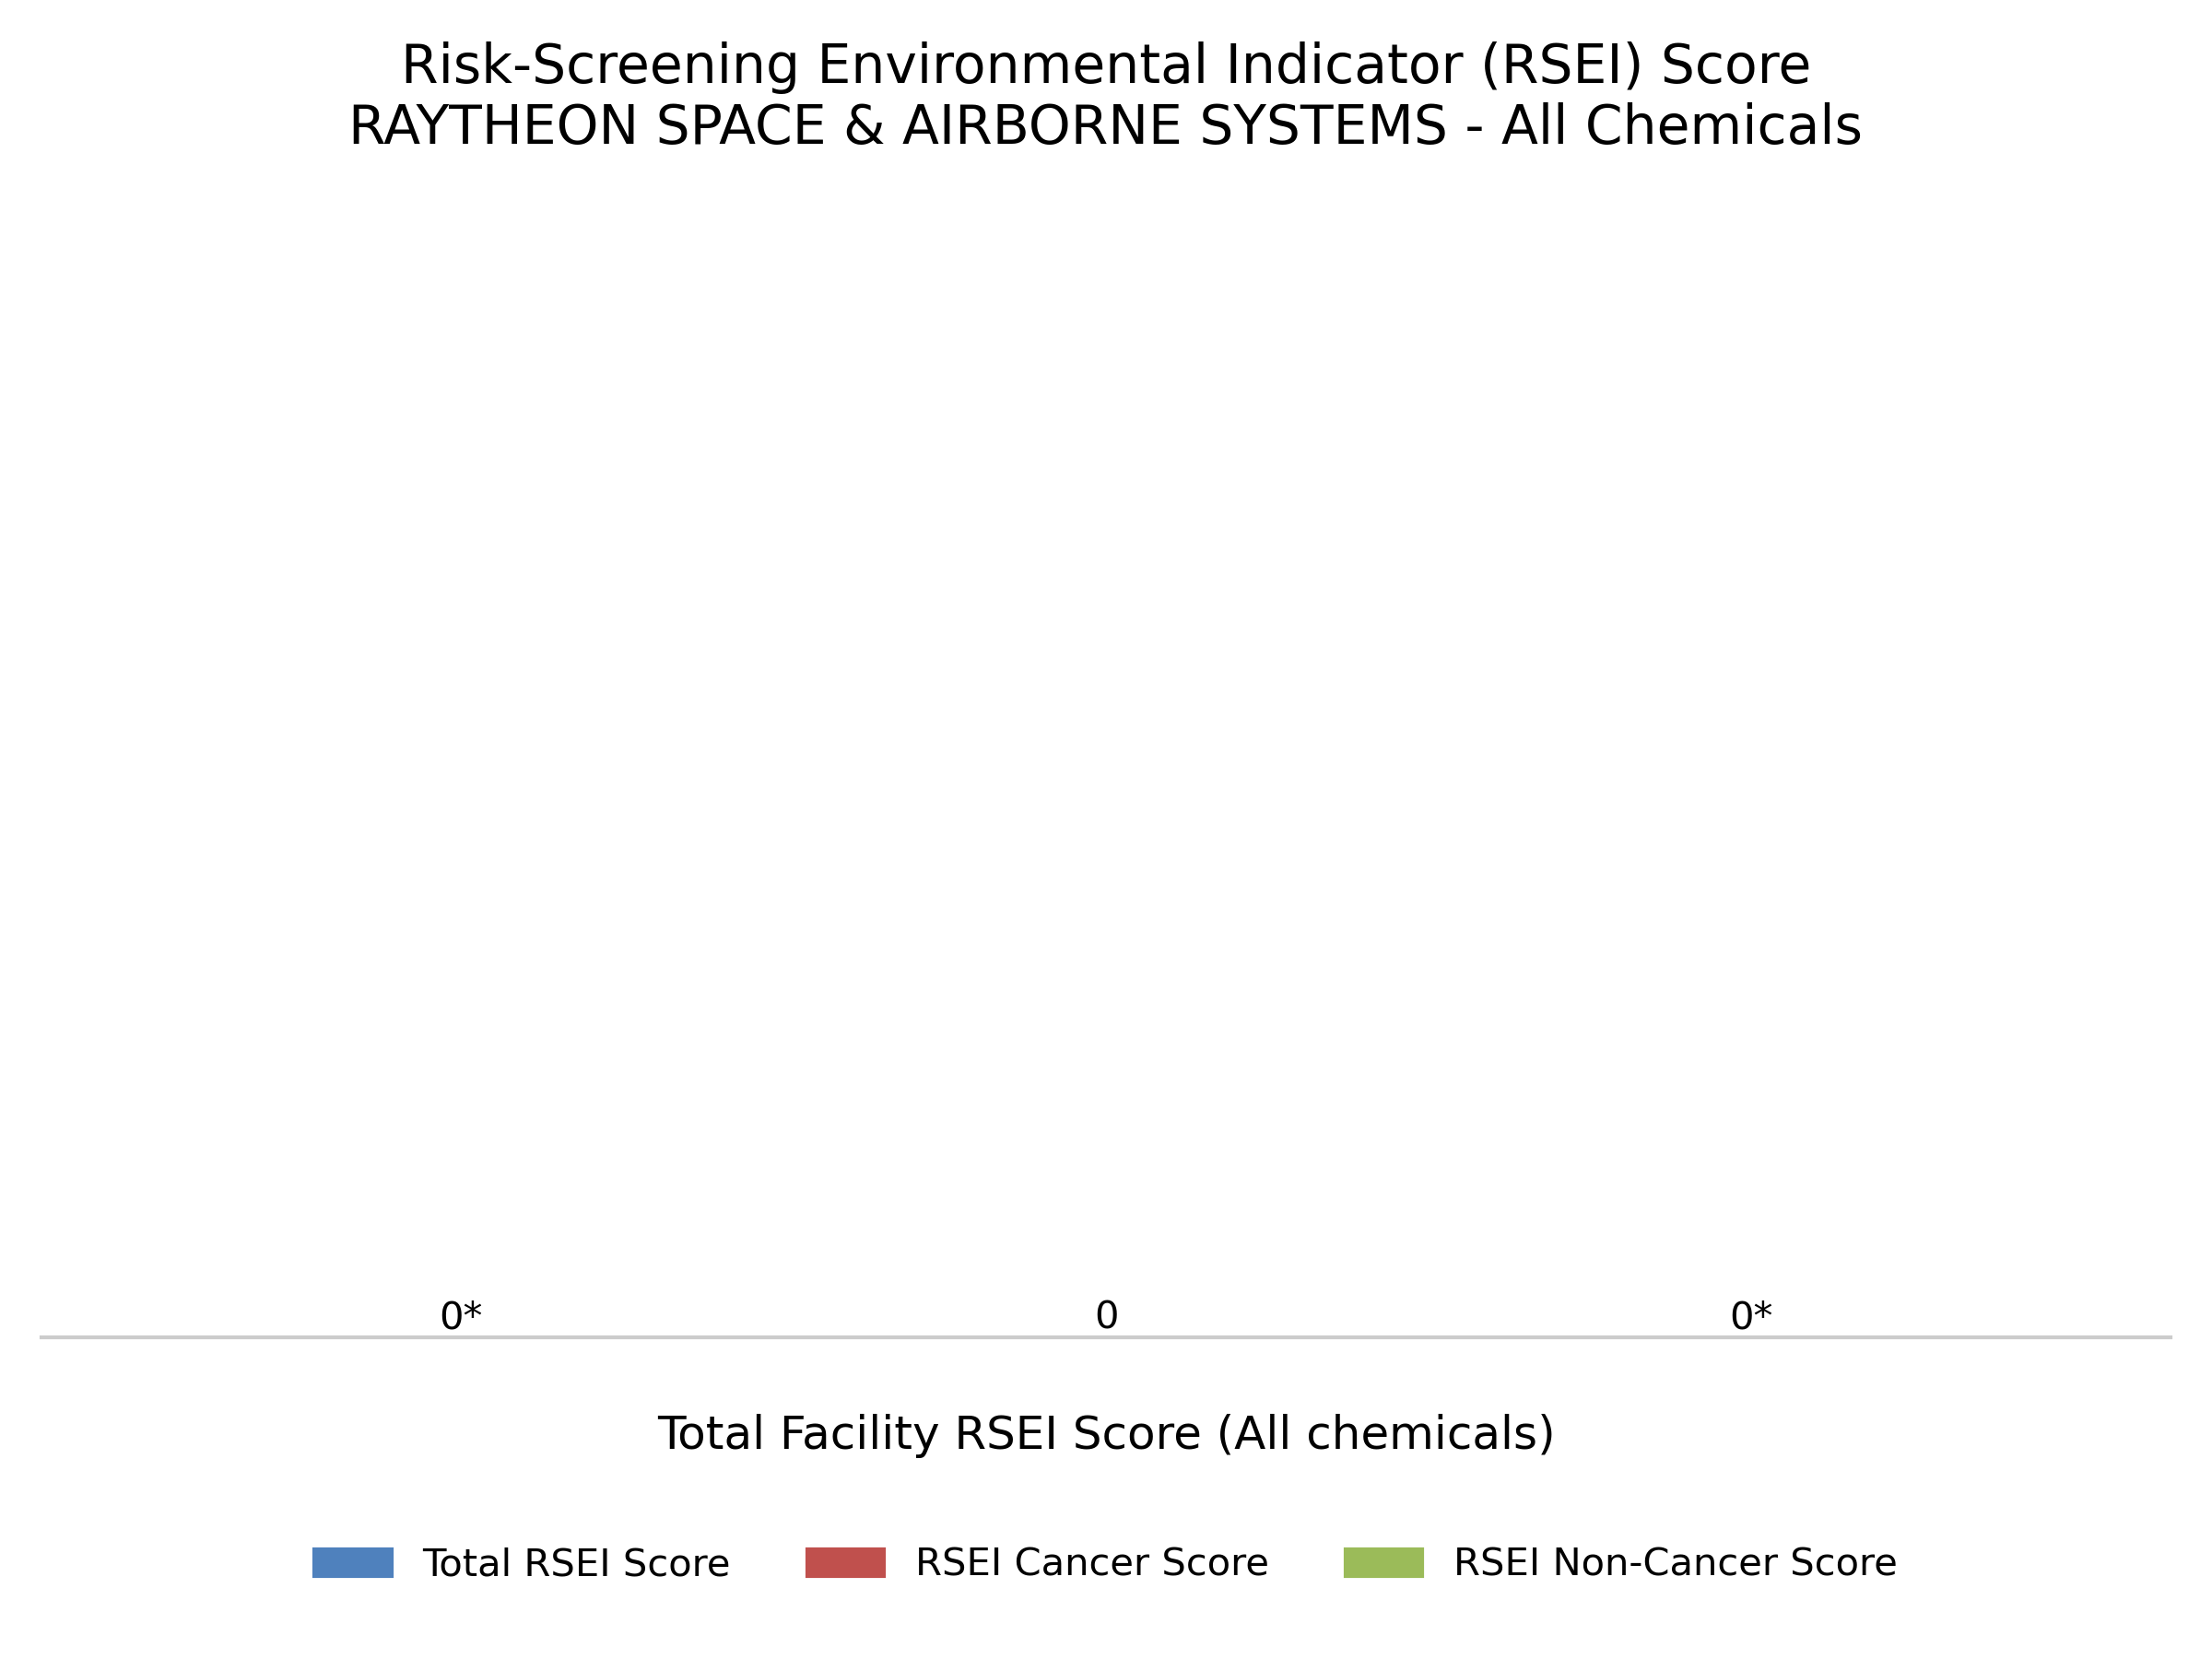 Risk-Screening Environmental Indicator (RSEI) Score
RAYTHEON SPACE & AIRBORNE SYSTEMS - All Chemicals
0* 0 0*
Total Facility RSEI Score (All chemicals)
Total RSEI Score RSEI Cancer Score RSEI Non-Cancer Score